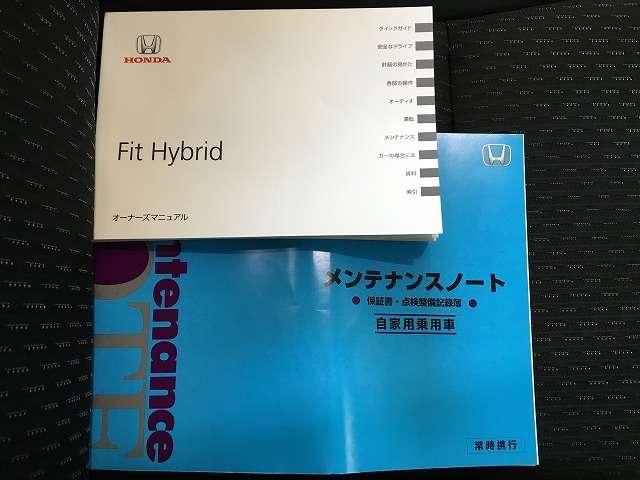 HONDA
Fit Hybrid
オーナーズマニュアル
クイックガイド
安全なドライブ
計器の見かた
各部の操作
オーディオ
運転
メンテナンス
万一の場合には
資料
索引
メンテナンスノート
● 保証書・点検整備記録簿 ●
自家用乗用車
常時携行
ntenance
OTE